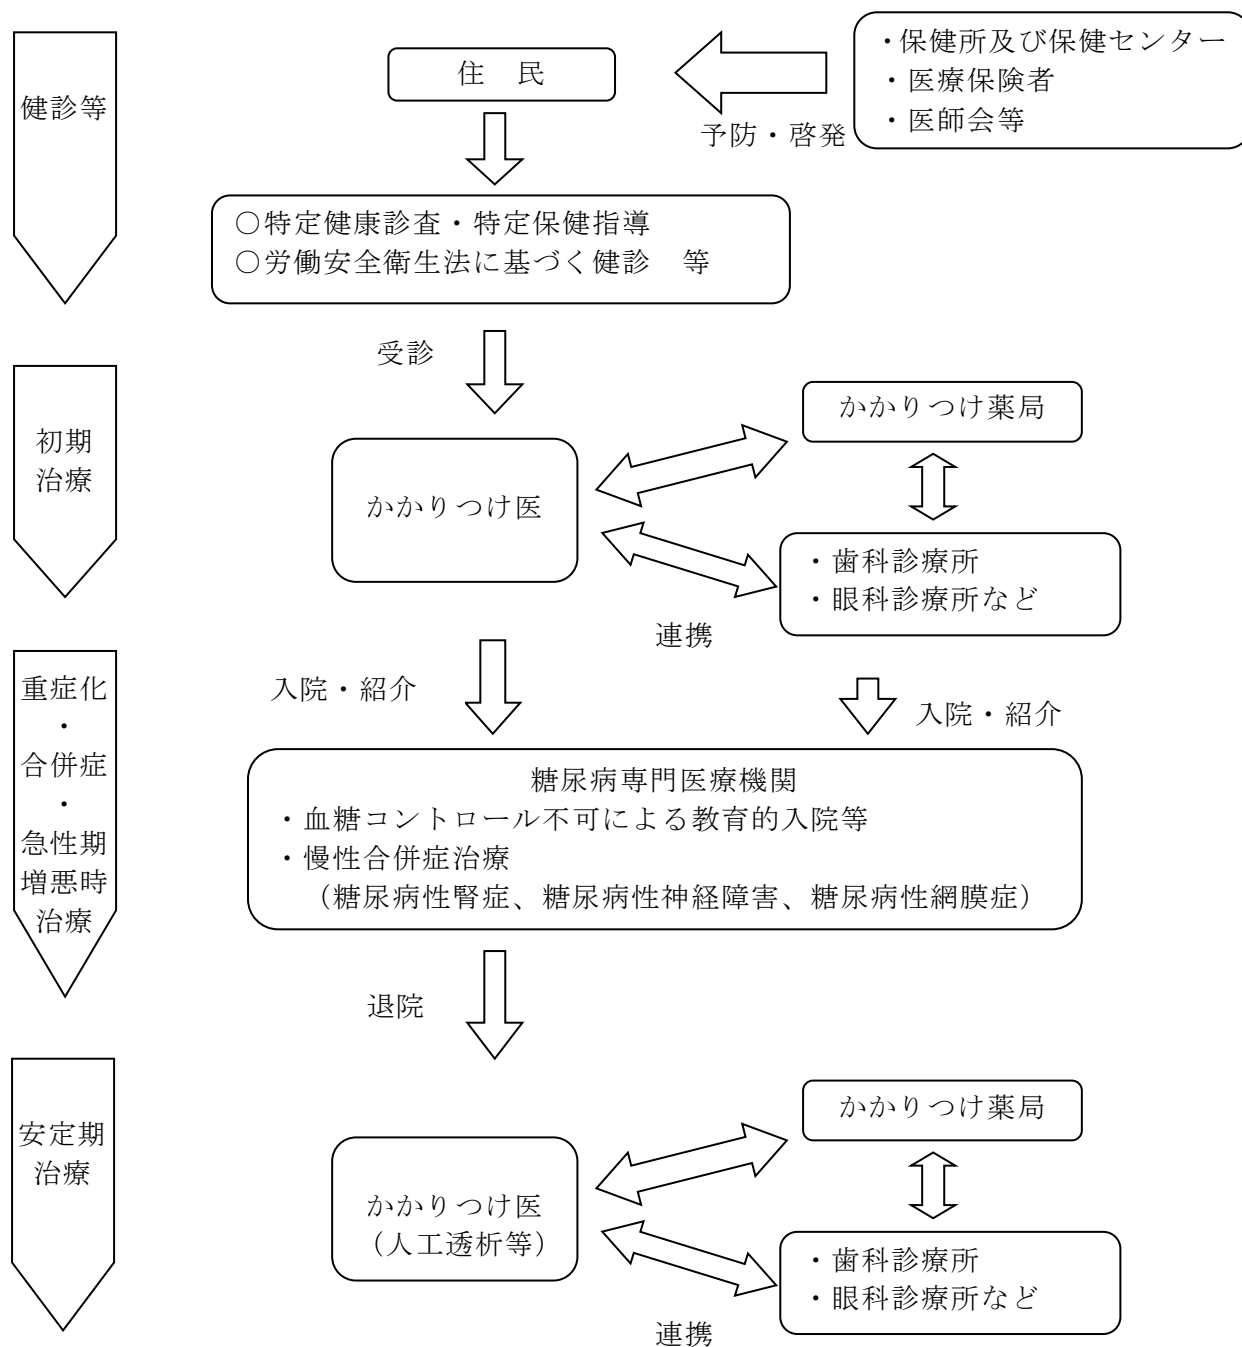 健診等
住　民
・保健所及び保健センター
・医療保険者
・医師会等
予防・啓発
○特定健康診査・特定保健指導
○労働安全衛生法に基づく健診　等
受診
初期
治療
かかりつけ医
かかりつけ薬局
・歯科診療所
・眼科診療所など
連携
入院・紹介
入院・紹介
重症化
・
合併症
・
急性期
増悪時
治療
糖尿病専門医療機関
・血糖コントロール不可による教育的入院等
・慢性合併症治療
（糖尿病性腎症、糖尿病性神経障害、糖尿病性網膜症）
退院
安定期
治療
かかりつけ医
（人工透析等）
かかりつけ薬局
・歯科診療所
・眼科診療所など
連携